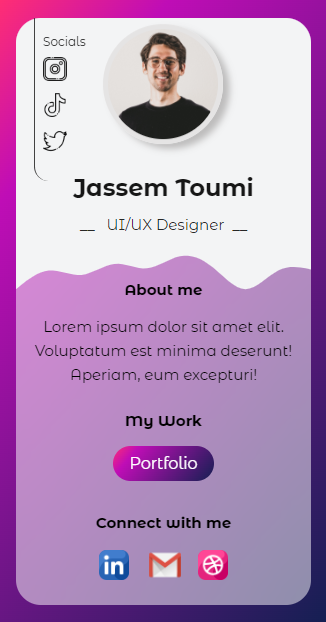 Socials
Jassem Toumi
__ UI/UX Designer __
About me
Lorem ipsum dolor sit amet elit.
Voluptatum est minima deserunt!
Aperiam, eum excepturi!
My Work
Portfolio
Connect with me
in